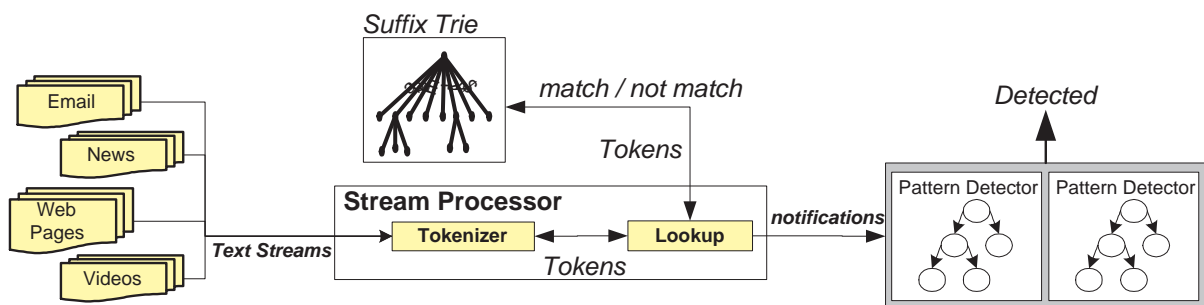 Suffix Trie
Email
News
Web
Pages
Videos
Text Streams
match / not match
Tokens
Stream Processor
Tokenizer
Lookup
Tokens
notifications
Detected
Pattern Detector
Pattern Detector